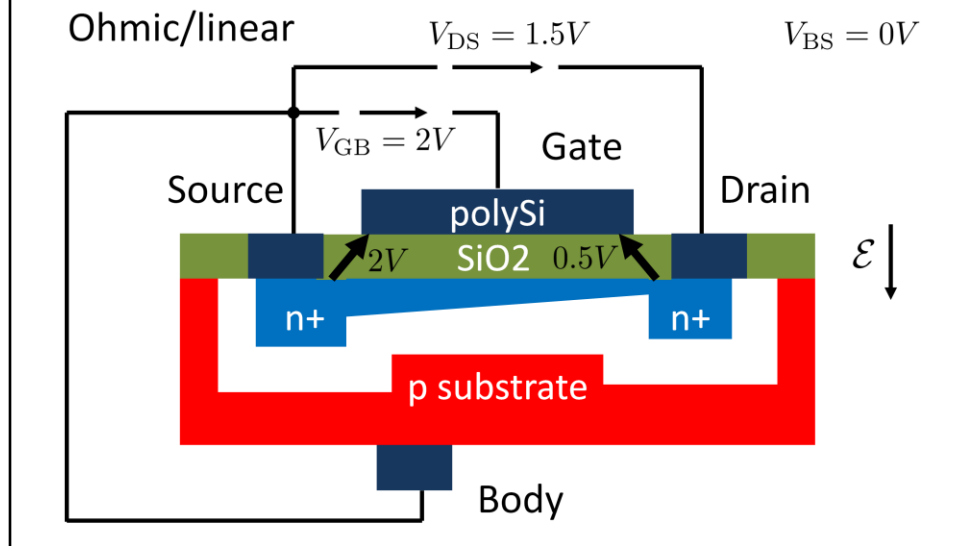 Ohmic/linear
V_DS = 1.5V
V_BS = 0V
V_GB = 2V
Gate
Source
Drain
polySi
2V
SiO2
0.5V
ℰ
n+
n+
p substrate
Body